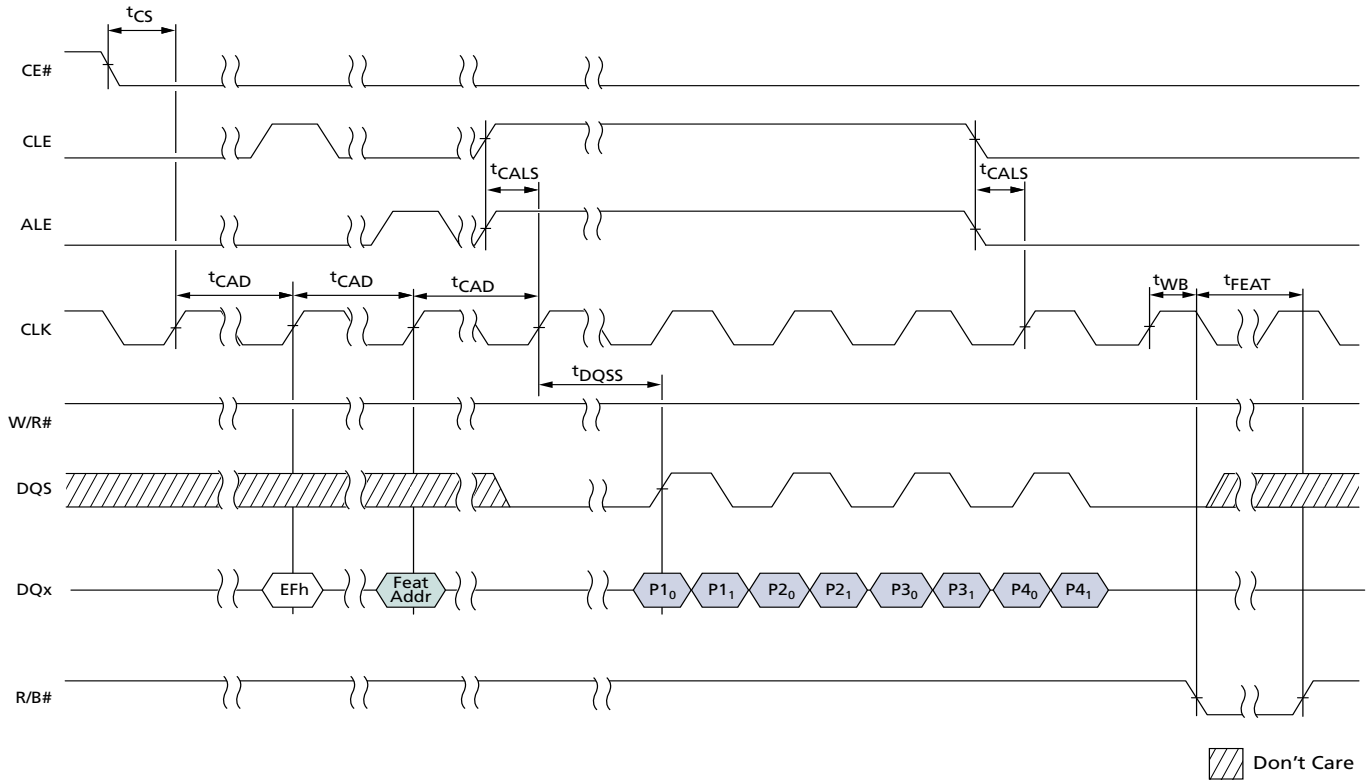 tCS
CE#
CLE
tCALS
tCALS
ALE
tCAD
tCAD
tCAD
tWB
tFEAT
CLK
tDQSS
W/R#
DQS
DQx
EFh
Feat
Addr
P1₀
P1₁
P2₀
P2₁
P3₀
P3₁
P4₀
P4₁
R/B#
Don't Care